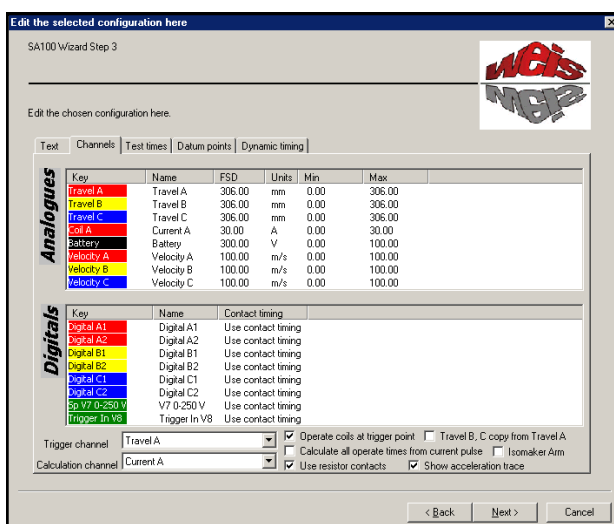 Edit the selected configuration here
SA100 Wizard Step 3
weis
Edit the chosen configuration here.
Text Channels Test times Datum points Dynamic timing
Analogues
Key Name FSD Units Min Max
Travel A Travel A 306.00 mm 0.00 306.00
Travel B Travel B 306.00 mm 0.00 306.00
Travel C Travel C 306.00 mm 0.00 306.00
Coil A Current A 30.00 A 0.00 30.00
Battery Battery 300.00 V 0.00 100.00
Velocity A Velocity A 100.00 m/s 0.00 100.00
Velocity B Velocity B 100.00 m/s 0.00 100.00
Velocity C Velocity C 100.00 m/s 0.00 100.00
Digitals
Key Name Contact timing
Digital A1 Digital A1 Use contact timing
Digital A2 Digital A2 Use contact timing
Digital B1 Digital B1 Use contact timing
Digital B2 Digital B2 Use contact timing
Digital C1 Digital C1 Use contact timing
Digital C2 Digital C2 Use contact timing
Sp V7 0-250 V V7 0-250 V Use contact timing
Trigger In V8 Trigger In V8 Use contact timing
Trigger channel Travel A Operate coils at trigger point Travel B, C copy from Travel A
Calculate all operate times from current pulse Isomaker Arm
Calculation channel Current A Use resistor contacts Show acceleration trace
< Back Next > Cancel